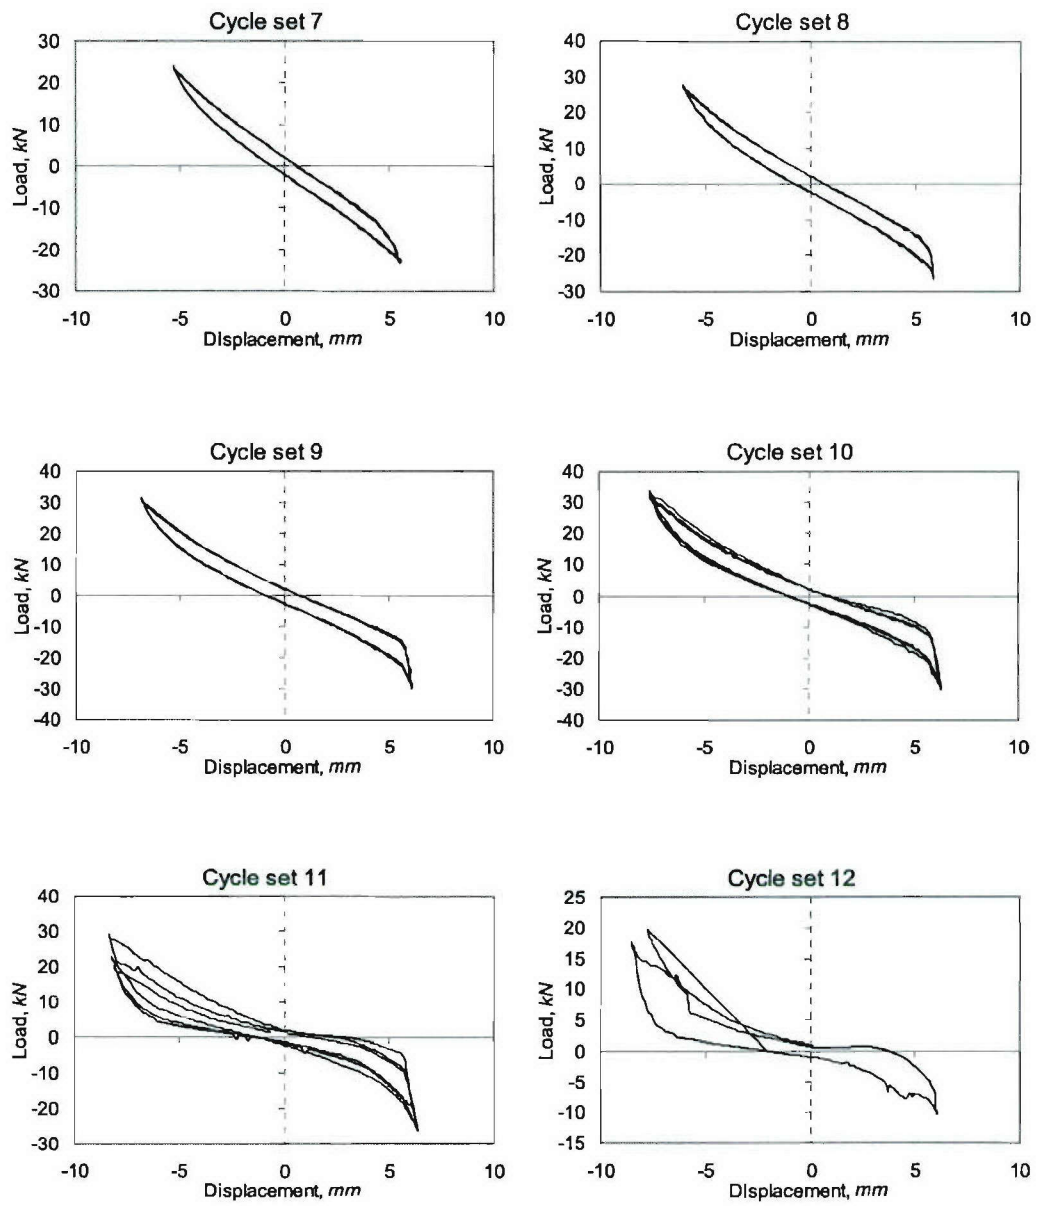 Cycle set 7
30
20
10
0
-10
-20
-30
Load, kN
-10 -5 0 5 10
Displacement, mm
Cycle set 8
40
30
20
10
0
-10
-20
-30
Load, kN
-10 -5 0 5 10
Displacement, mm
Cycle set 9
40
30
20
10
0
-10
-20
-30
-40
Load, kN
-10 -5 0 5 10
Displacement, mm
Cycle set 10
40
30
20
10
0
-10
-20
-30
-40
Load, kN
-10 -5 0 5 10
Displacement, mm
Cycle set 11
40
30
20
10
0
-10
-20
-30
Load, kN
-10 -5 0 5 10
Displacement, mm
Cycle set 12
25
20
15
10
5
0
-5
-10
-15
Load, kN
-10 -5 0 5 10
Displacement, mm